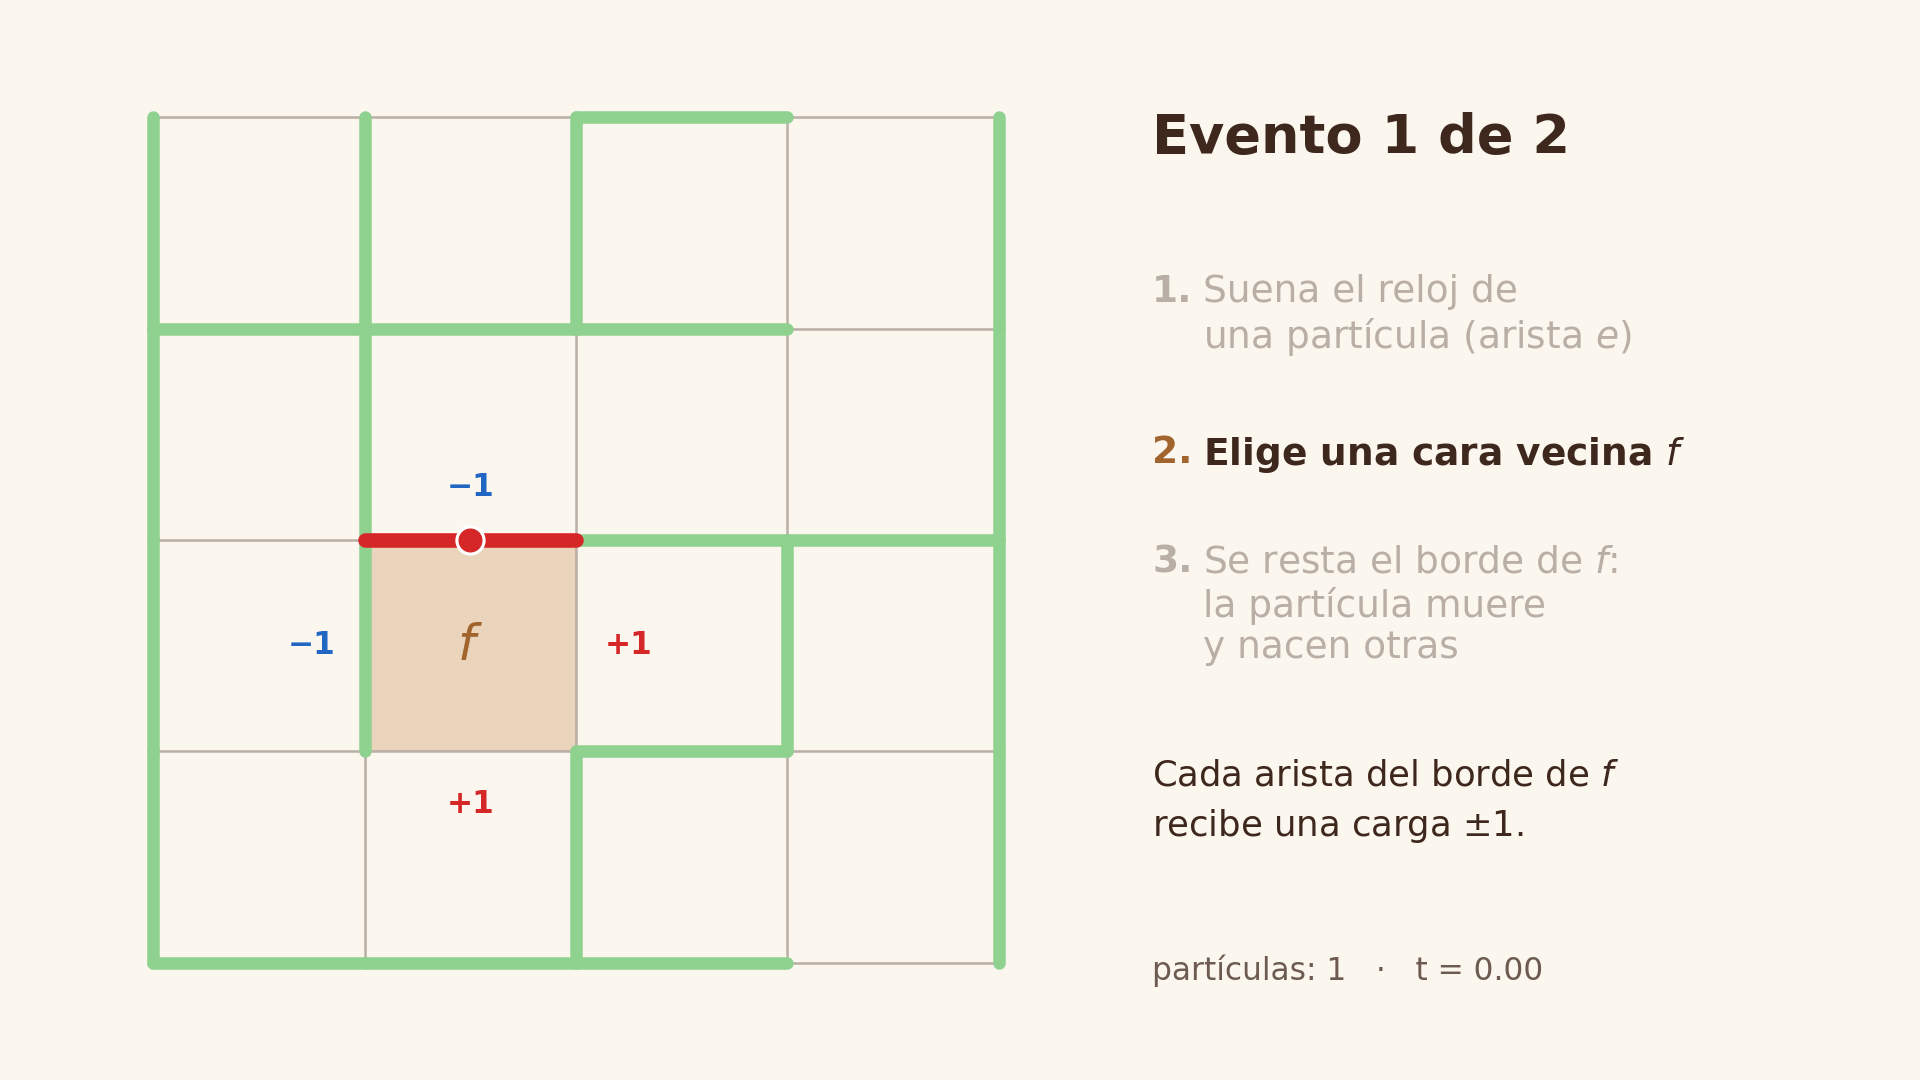 −1
−1
f
+1
+1
Evento 1 de 2
1. Suena el reloj de
una partícula (arista e)
2. Elige una cara vecina f
3. Se resta el borde de f:
la partícula muere
y nacen otras
Cada arista del borde de f
recibe una carga ±1.
partículas: 1 · t = 0.00